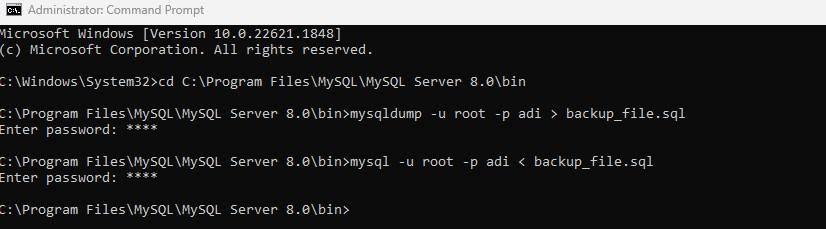 Administrator: Command Prompt
Microsoft Windows [Version 10.0.22621.1848]
(c) Microsoft Corporation. All rights reserved.
C:\Windows\System32>cd C:\Program Files\MySQL\MySQL Server 8.0\bin
C:\Program Files\MySQL\MySQL Server 8.0\bin>mysqldump -u root -p adi > backup_file.sql
Enter password: ****
C:\Program Files\MySQL\MySQL Server 8.0\bin>mysql -u root -p adi < backup_file.sql
Enter password: ****
C:\Program Files\MySQL\MySQL Server 8.0\bin>